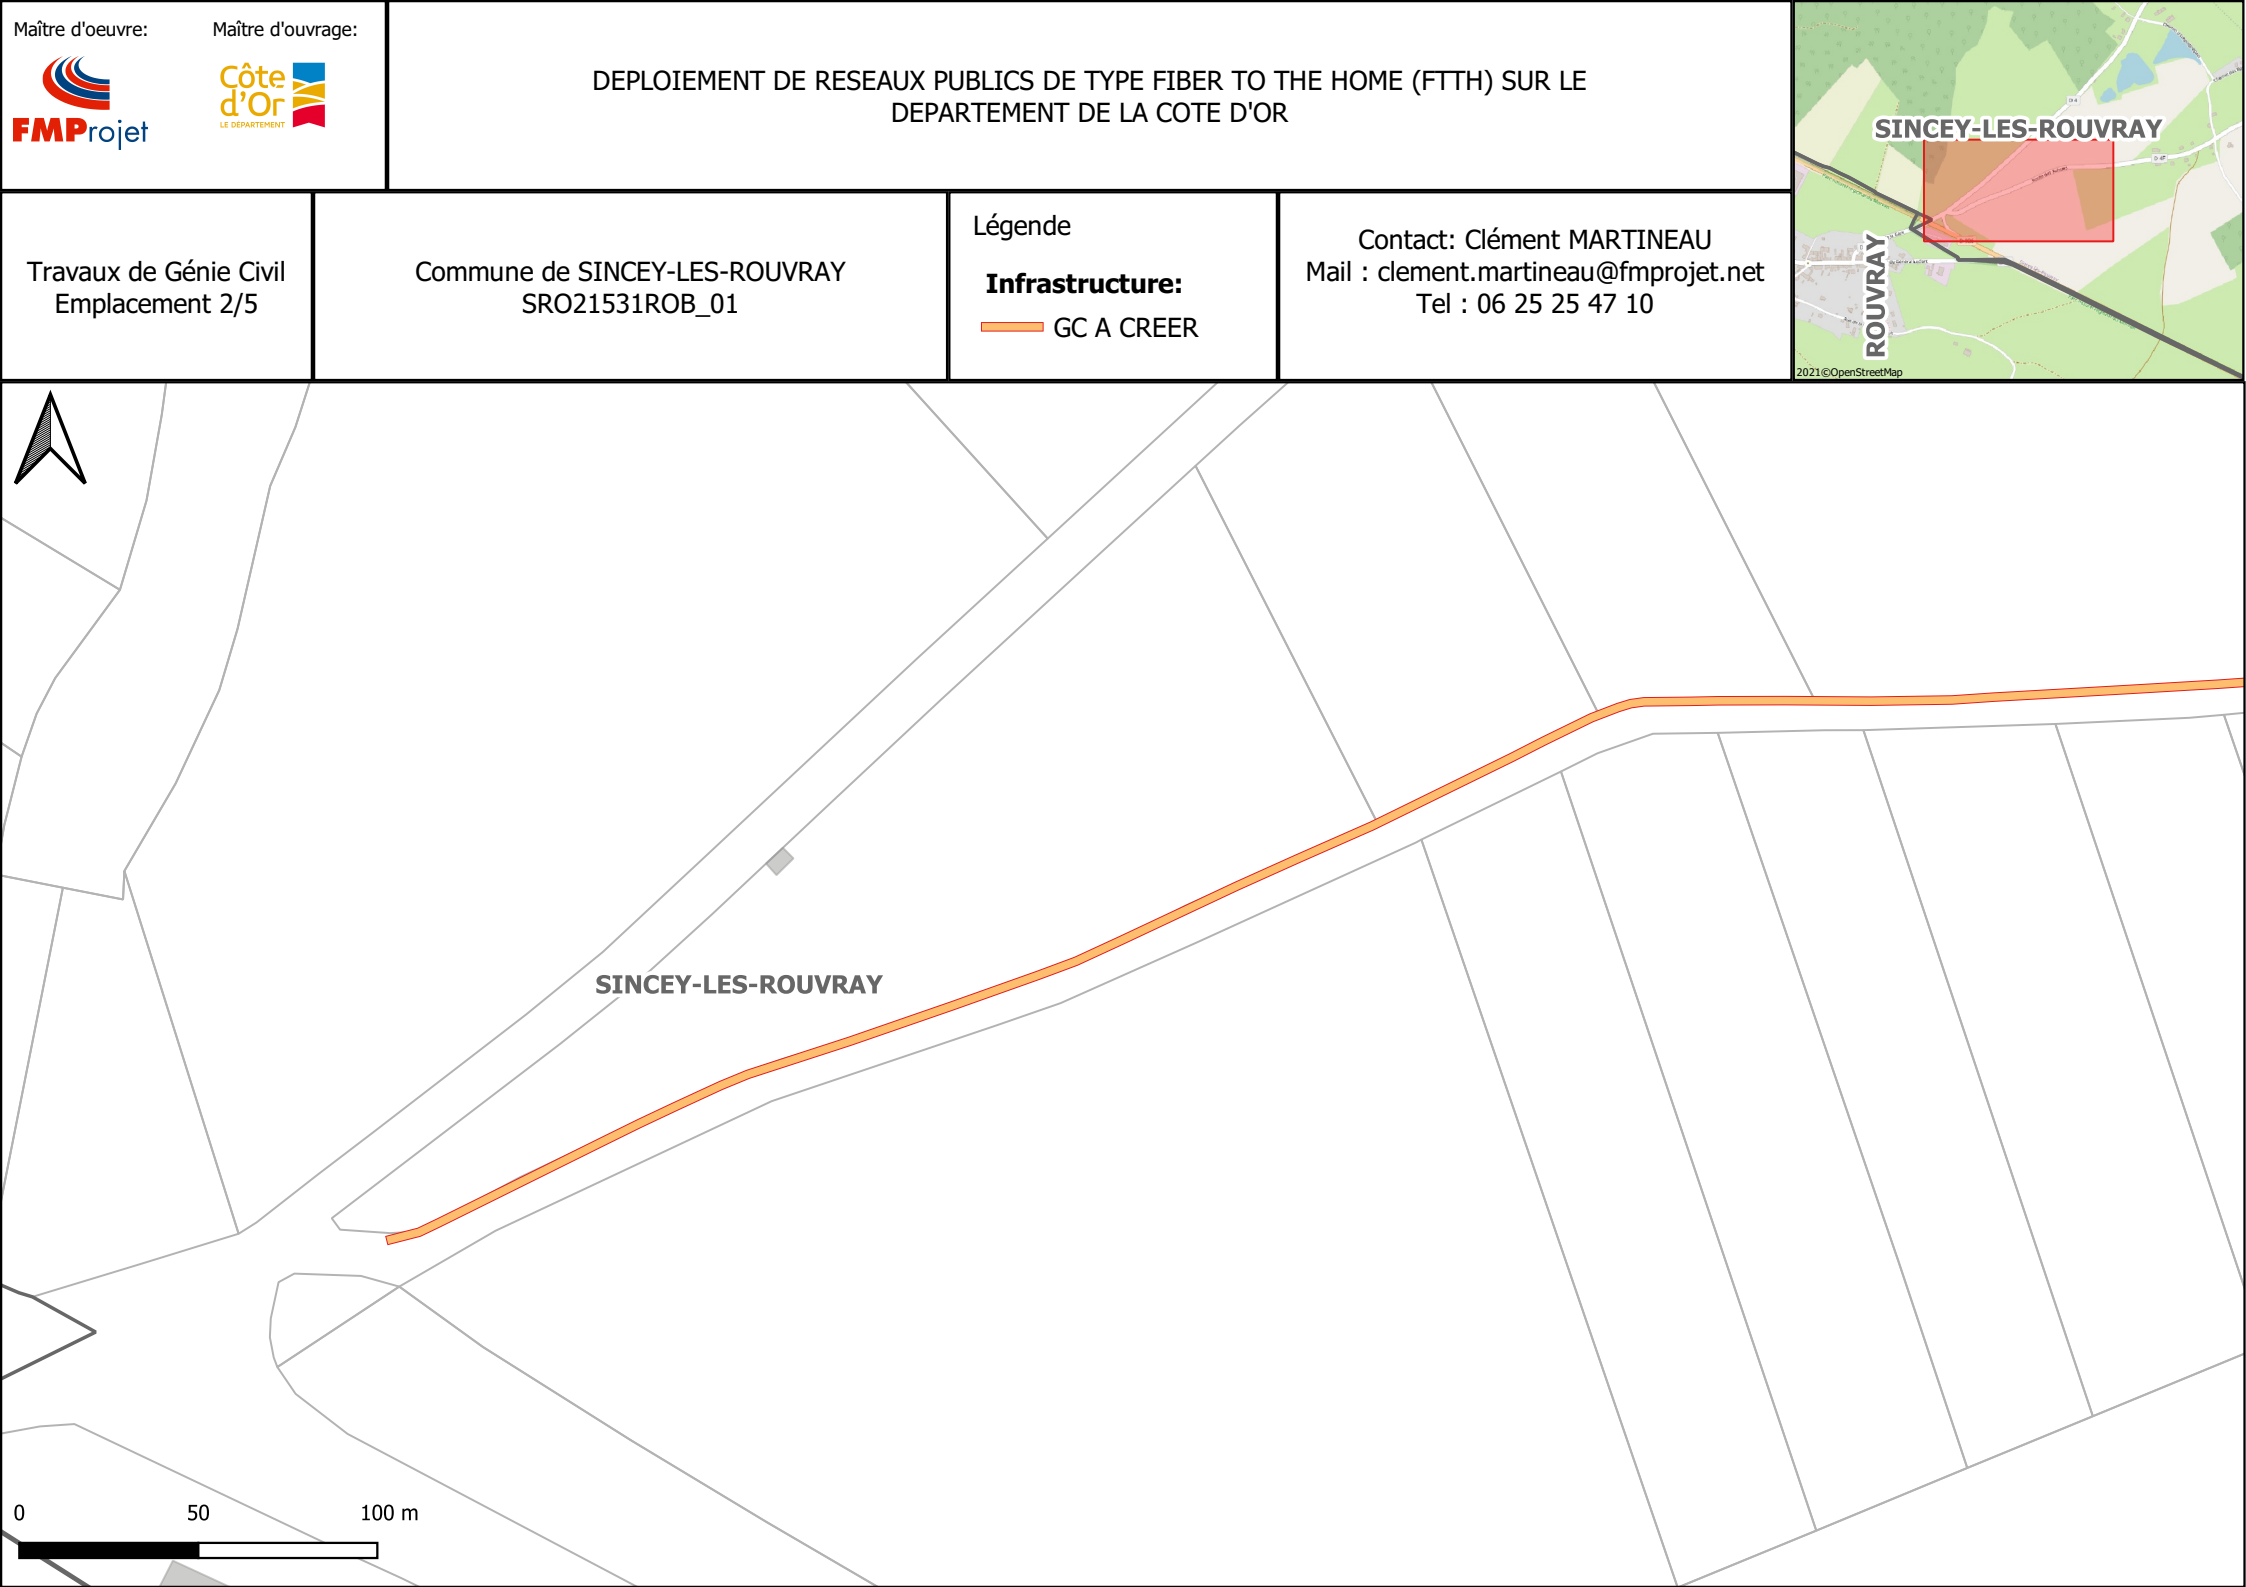 Maître d'oeuvre:
Maître d'ouvrage:
FMProjet
Côte
d'Or
LE DÉPARTEMENT
DEPLOIEMENT DE RESEAUX PUBLICS DE TYPE FIBER TO THE HOME (FTTH) SUR LE
DEPARTEMENT DE LA COTE D'OR
Travaux de Génie Civil
Emplacement 2/5
Commune de SINCEY-LES-ROUVRAY
SRO21531ROB_01
Légende
Infrastructure:
GC A CREER
Contact: Clément MARTINEAU
Mail : clement.martineau@fmprojet.net
Tel : 06 25 25 47 10
SINCEY-LES-ROUVRAY
ROUVRAY
2021©OpenStreetMap
SINCEY-LES-ROUVRAY
0
50
100 m